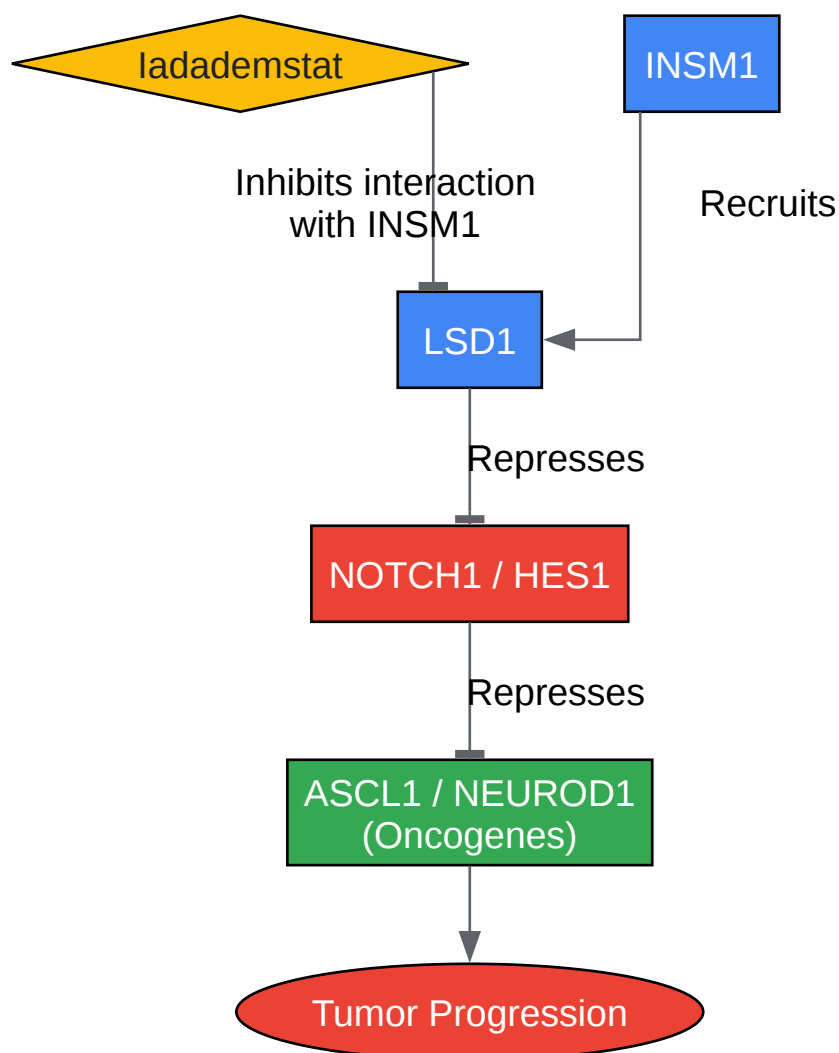 Iadademstat
INSM1
Inhibits interaction
with INSM1
Recruits
LSD1
Represses
NOTCH1 / HES1
Represses
ASCL1 / NEUROD1
(Oncogenes)
Tumor Progression